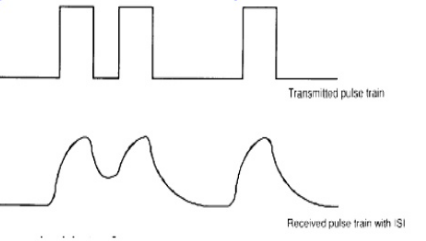 Transmitted pulse train
Received pulse train with ISI